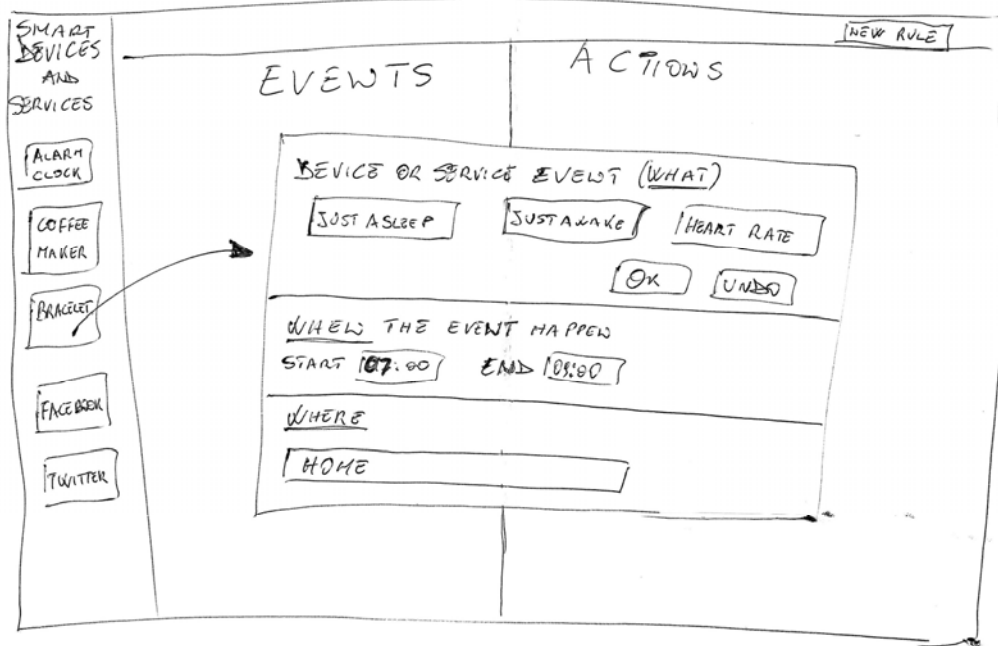 SMART
DEVICES
AND
SERVICES
ALARM
CLOCK
COFFEE
MAKER
BRACELET
FACEBOOK
TWITTER
NEW RULE
EVENTS
ACTIONS
DEVICE OR SERVICE EVENT (WHAT)
JUST ASLEEP JUST AWAKE HEART RATE
OK UNDO
WHEN THE EVENT HAPPEN
START 07:00 END 09:00
WHERE
HOME